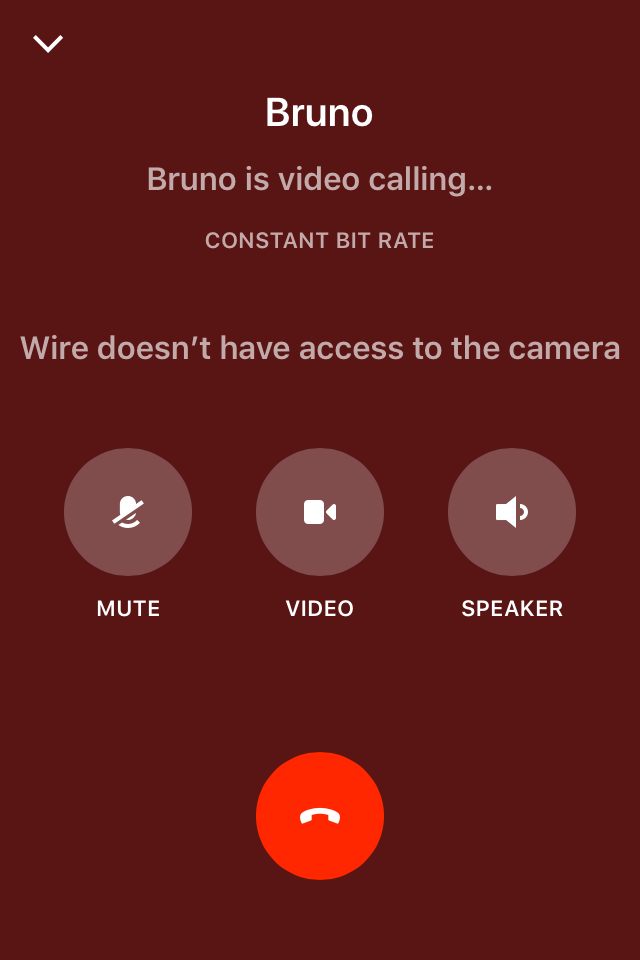 Bruno
Bruno is video calling...
CONSTANT BIT RATE
Wire doesn’t have access to the camera
MUTE
VIDEO
SPEAKER